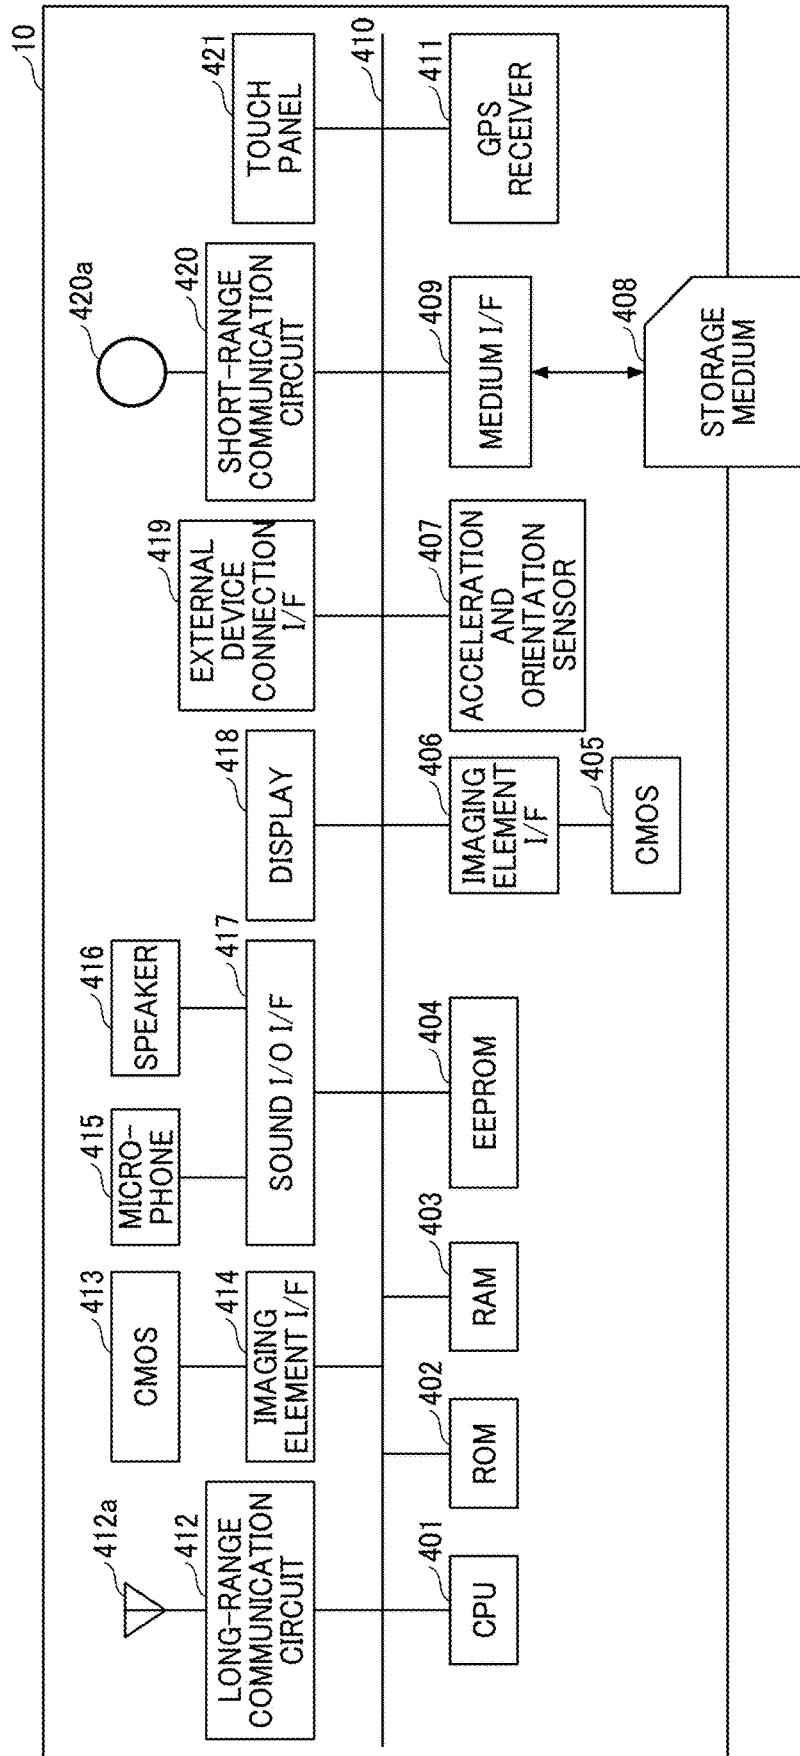 10
412a
412
LONG-RANGE
COMMUNICATION
CIRCUIT
413
CMOS
414
IMAGING
ELEMENT I/F
415
MICRO-
PHONE
416
SPEAKER
417
SOUND I/O I/F
418
DISPLAY
419
EXTERNAL
DEVICE
CONNECTION
I/F
420a
420
SHORT-RANGE
COMMUNICATION
CIRCUIT
421
TOUCH
PANEL
410
401
CPU
402
ROM
403
RAM
404
EEPROM
406
IMAGING
ELEMENT
I/F
405
CMOS
407
ACCELERATION
AND
ORIENTATION
SENSOR
409
MEDIUM I/F
408
STORAGE
MEDIUM
411
GPS
RECEIVER